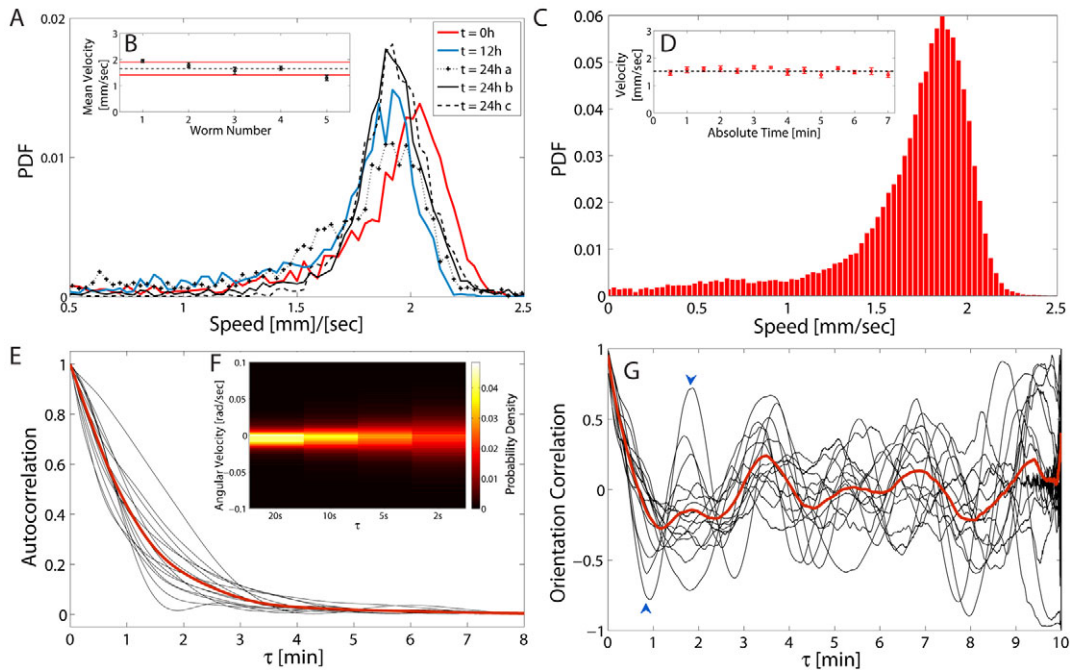 A
0.02
0.01
0
PDF
0.5
1
1.5
2
2.5
Speed [mm]/[sec]
t = 0h
t = 12h
t = 24h a
t = 24h b
t = 24h c
B
Mean Velocity
[mm/sec]
3
2
1
0
1
2
3
4
5
Worm Number
C
0.06
0.05
0.04
0.03
0.02
0.01
0
PDF
0
0.5
1
1.5
2
2.5
Speed [mm/sec]
D
Velocity
[mm/sec]
3
2
1
0
0
1
2
3
4
5
6
7
Absolute Time [min]
E
1
0.8
0.6
0.4
0.2
0
Autocorrelation
0
1
2
3
4
5
6
7
8
τ [min]
F
Angular Velocity [rad/sec]
0.1
0.05
0
−0.05
−0.1
20s
10s
5s
2s
τ
0.04
0.03
0.02
0.01
0
Probability Density
G
1
0.5
0
−0.5
−1
Orientation Correlation
0
1
2
3
4
5
6
7
8
9
10
τ [min]